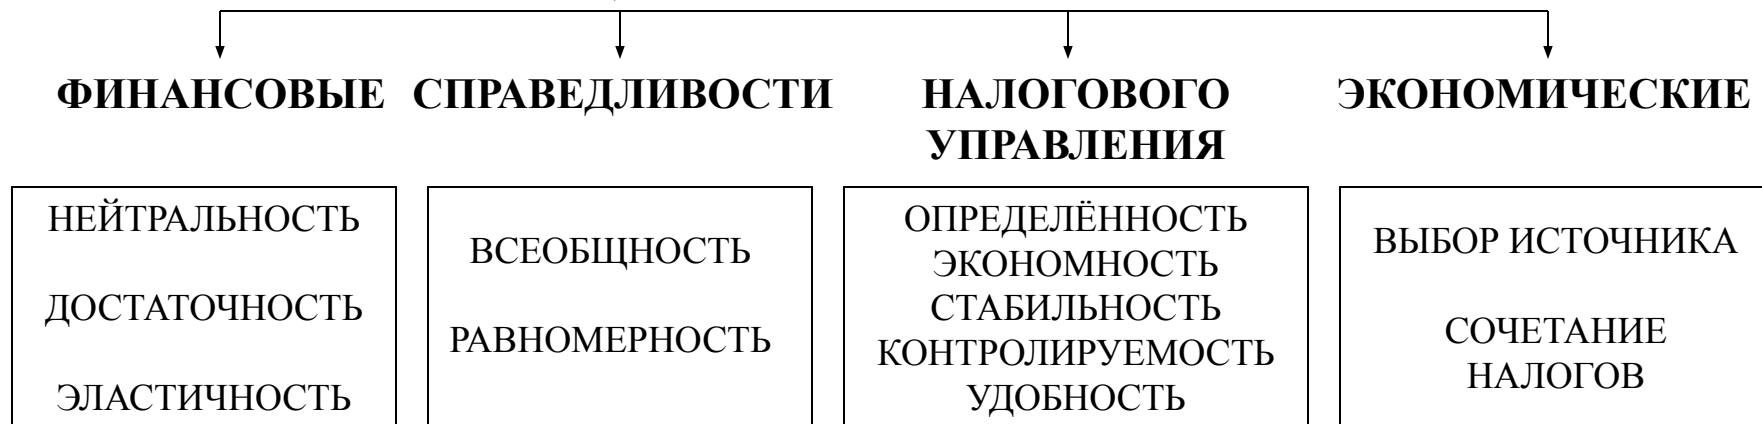 ФИНАНСОВЫЕ
СПРАВЕДЛИВОСТИ
НАЛОГОВОГО
УПРАВЛЕНИЯ
ЭКОНОМИЧЕСКИЕ
НЕЙТРАЛЬНОСТЬ
ДОСТАТОЧНОСТЬ
ЭЛАСТИЧНОСТЬ
ВСЕОБЩНОСТЬ
РАВНОМЕРНОСТЬ
ОПРЕДЕЛЁННОСТЬ
ЭКОНОМНОСТЬ
СТАБИЛЬНОСТЬ
КОНТРОЛИРУЕМОСТЬ
УДОБНОСТЬ
ВЫБОР ИСТОЧНИКА
СОЧЕТАНИЕ
НАЛОГОВ